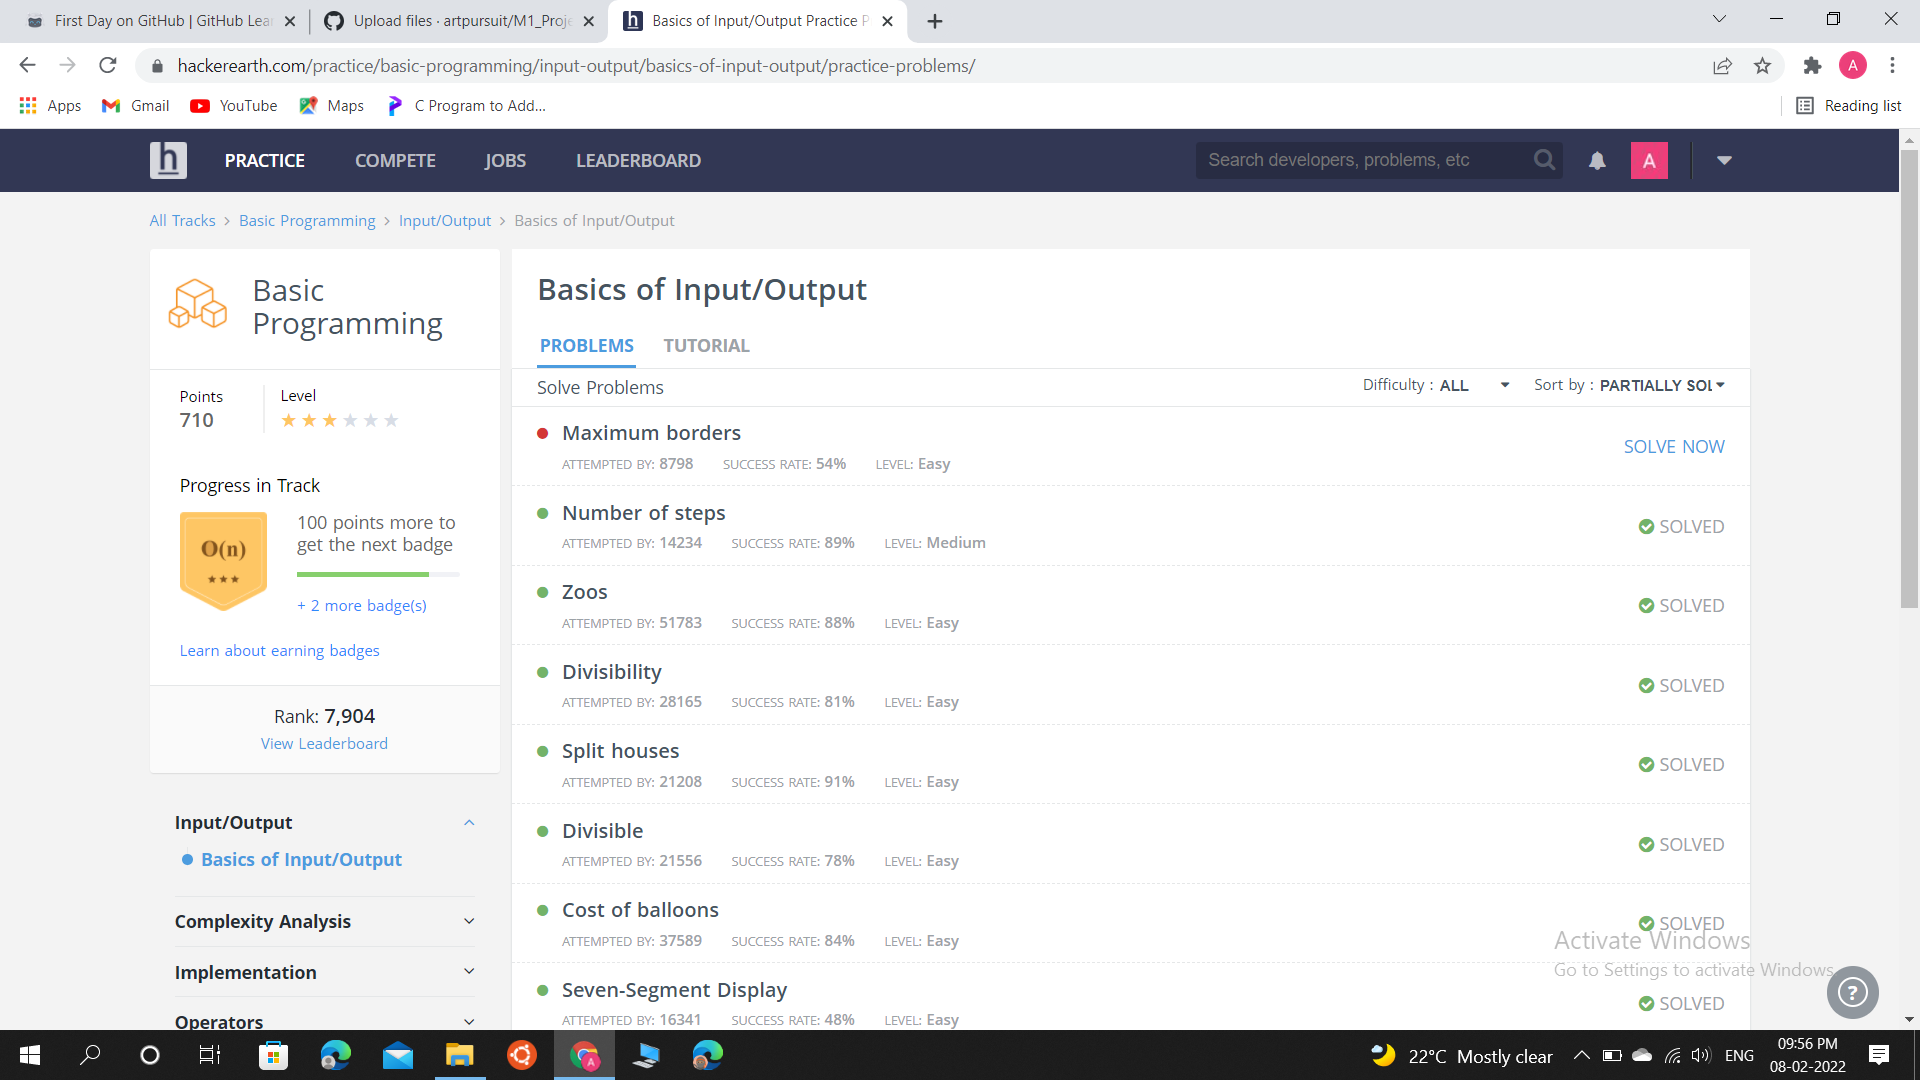 First Day on GitHub | GitHub Lea
Upload files · artpursuit/M1_Proje
Basics of Input/Output Practice P
hackerearth.com/practice/basic-programming/input-output/basics-of-input-output/practice-problems/
A
Apps
Gmail
YouTube
Maps
C Program to Add...
Reading list
h
PRACTICE
COMPETE
JOBS
LEADERBOARD
Search developers, problems, etc
A
All Tracks > Basic Programming > Input/Output > Basics of Input/Output
Basic
Programming
Points
710
Level
Progress in Track
O(n)
100 points more to
get the next badge
+ 2 more badge(s)
Learn about earning badges
Rank: 7,904
View Leaderboard
Input/Output
Basics of Input/Output
Complexity Analysis
Implementation
Operators
Basics of Input/Output
PROBLEMS
TUTORIAL
Solve Problems
Difficulty : ALL
Sort by : PARTIALLY SOL
Maximum borders
ATTEMPTED BY: 8798 SUCCESS RATE: 54% LEVEL: Easy
SOLVE NOW
Number of steps
ATTEMPTED BY: 14234 SUCCESS RATE: 89% LEVEL: Medium
SOLVED
Zoos
ATTEMPTED BY: 51783 SUCCESS RATE: 88% LEVEL: Easy
SOLVED
Divisibility
ATTEMPTED BY: 28165 SUCCESS RATE: 81% LEVEL: Easy
SOLVED
Split houses
ATTEMPTED BY: 21208 SUCCESS RATE: 91% LEVEL: Easy
SOLVED
Divisible
ATTEMPTED BY: 21556 SUCCESS RATE: 78% LEVEL: Easy
SOLVED
Cost of balloons
ATTEMPTED BY: 37589 SUCCESS RATE: 84% LEVEL: Easy
SOLVED
Seven-Segment Display
ATTEMPTED BY: 16341 SUCCESS RATE: 48% LEVEL: Easy
SOLVED
Activate Windows
Go to Settings to activate Windows.
?
A
22°C Mostly clear
ENG
09:56 PM
08-02-2022